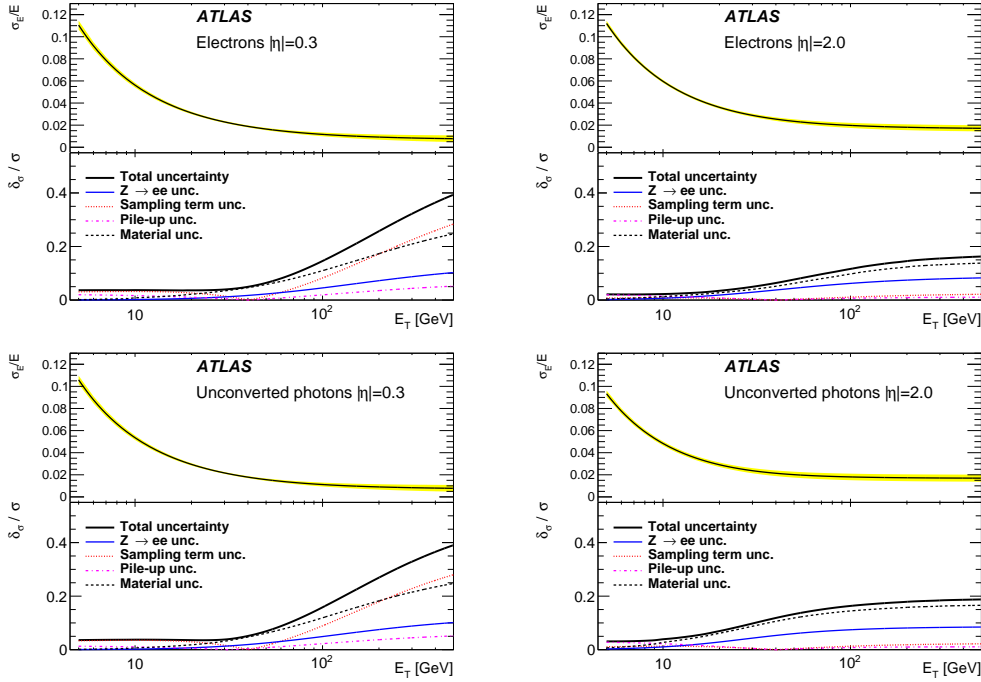 σ_E/E
0.12
0.1
0.08
0.06
0.04
0.02
0
ATLAS
Electrons |η|=0.3
δ_σ / σ
0.4
0.2
0
Total uncertainty
Z → ee unc.
Sampling term unc.
Pile-up unc.
Material unc.
10
10²
E_T [GeV]
σ_E/E
0.12
0.1
0.08
0.06
0.04
0.02
0
ATLAS
Electrons |η|=2.0
δ_σ / σ
0.4
0.2
0
Total uncertainty
Z → ee unc.
Sampling term unc.
Pile-up unc.
Material unc.
10
10²
E_T [GeV]
σ_E/E
0.12
0.1
0.08
0.06
0.04
0.02
0
ATLAS
Unconverted photons |η|=0.3
δ_σ / σ
0.4
0.2
0
Total uncertainty
Z → ee unc.
Sampling term unc.
Pile-up unc.
Material unc.
10
10²
E_T [GeV]
σ_E/E
0.12
0.1
0.08
0.06
0.04
0.02
0
ATLAS
Unconverted photons |η|=2.0
δ_σ / σ
0.4
0.2
0
Total uncertainty
Z → ee unc.
Sampling term unc.
Pile-up unc.
Material unc.
10
10²
E_T [GeV]